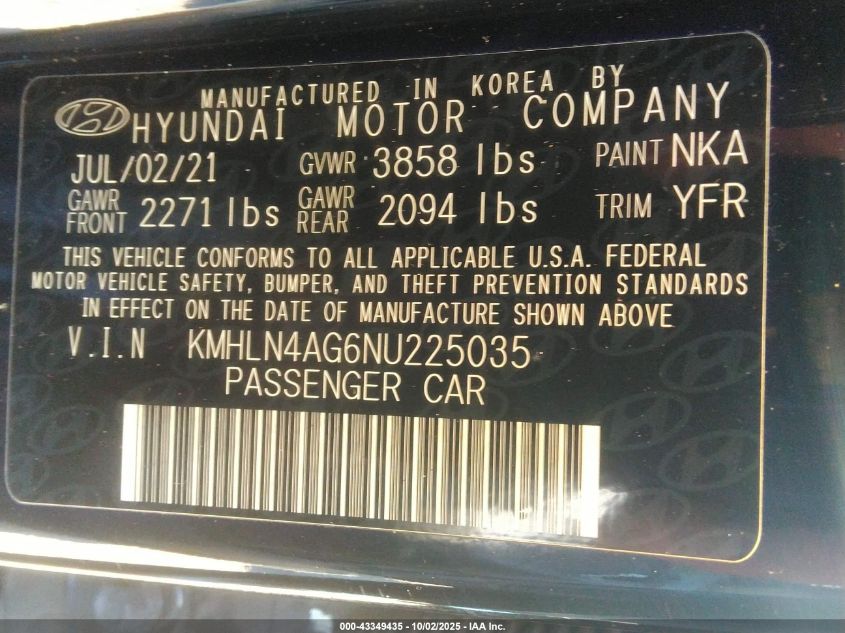 MANUFACTURED IN KOREA BY
HYUNDAI MOTOR COMPANY
JUL/02/21 GVWR 3858 lbs PAINT NKA
GAWR FRONT 2271 lbs GAWR REAR 2094 lbs TRIM YFR
THIS VEHICLE CONFORMS TO ALL APPLICABLE U.S.A. FEDERAL
MOTOR VEHICLE SAFETY, BUMPER, AND THEFT PREVENTION STANDARDS
IN EFFECT ON THE DATE OF MANUFACTURE SHOWN ABOVE
V.I.N KMHLN4AG6NU225035
PASSENGER CAR
000-43349435 - 10/02/2025 - IAA Inc.